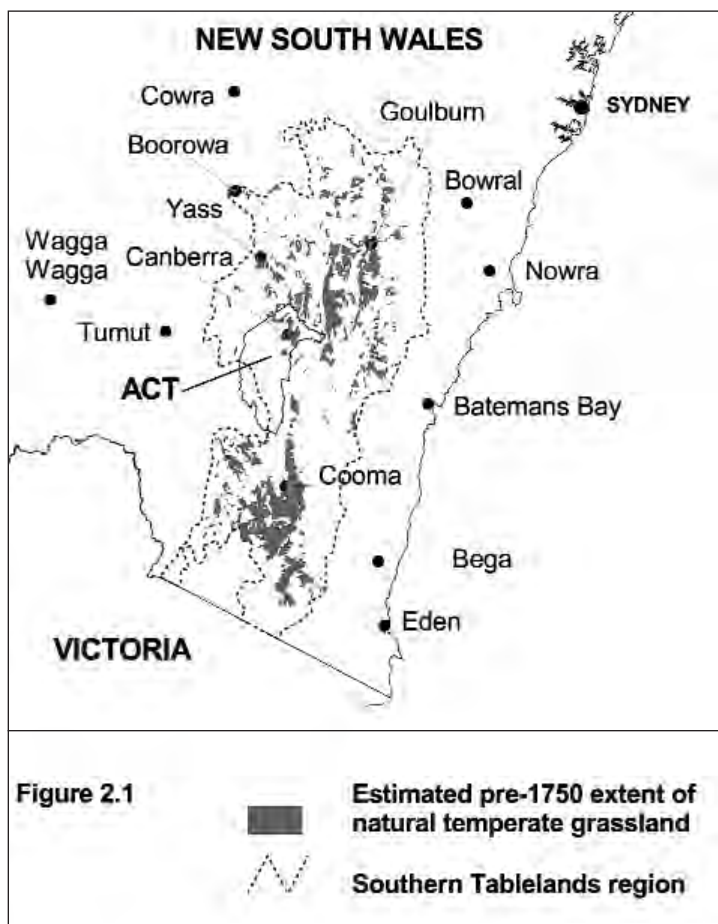 NEW SOUTH WALES
Cowra
Goulburn
SYDNEY
Boorowa
Bowral
Yass
Wagga
Wagga
Canberra
Nowra
Tumut
ACT
Batemans Bay
Cooma
Bega
Eden
VICTORIA
Figure 2.1
Estimated pre-1750 extent of
natural temperate grassland
Southern Tablelands region